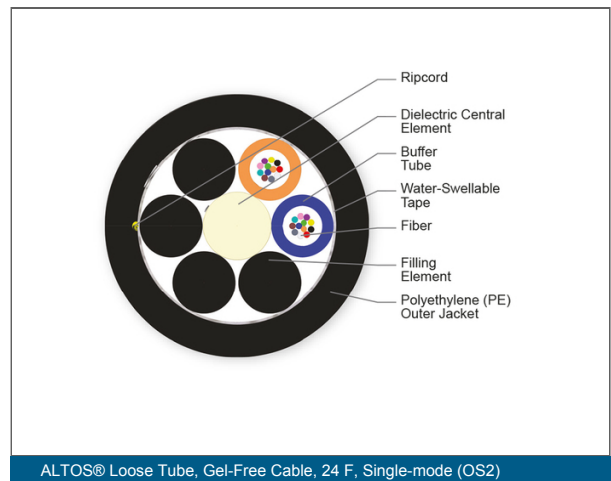 Ripcord
Dielectric Central
Element
Buffer
Tube
Water-Swellable
Tape
Fiber
Filling
Element
Polyethylene (PE)
Outer Jacket
ALTOS® Loose Tube, Gel-Free Cable, 24 F, Single-mode (OS2)